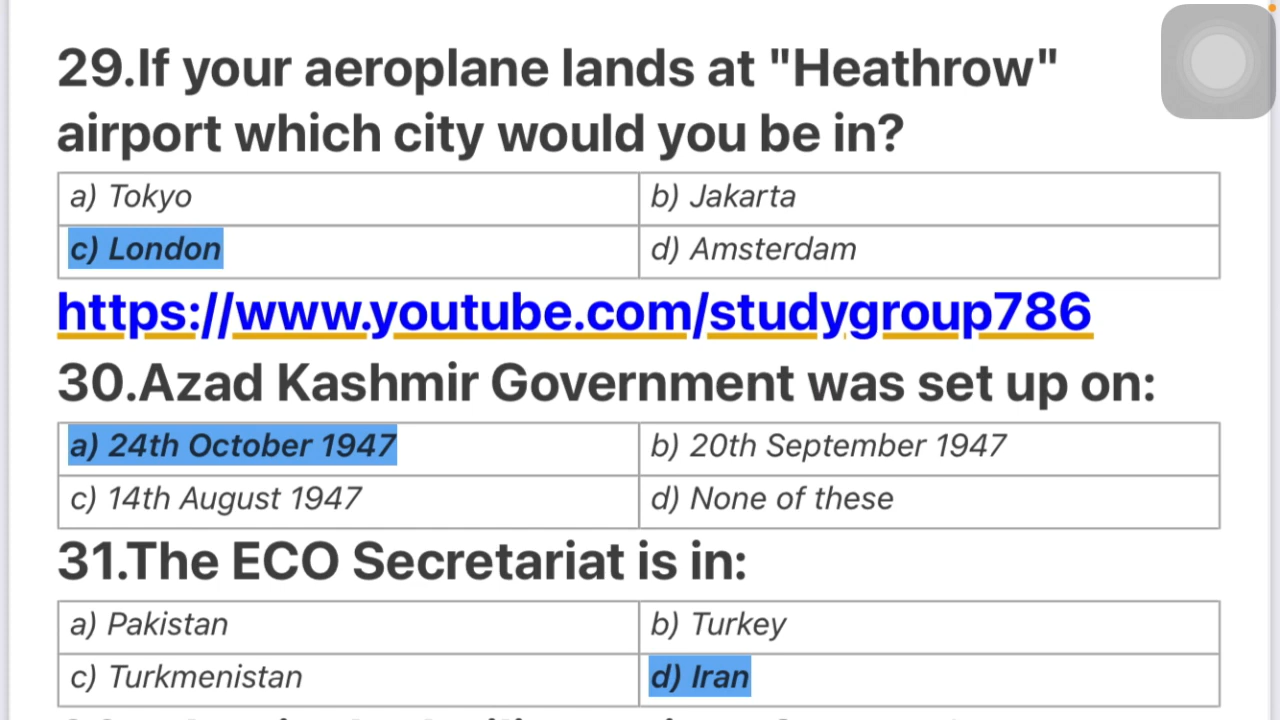 29.If your aeroplane lands at "Heathrow"
airport which city would you be in?
a) Tokyo
b) Jakarta
c) London
d) Amsterdam
https://www.youtube.com/studygroup786
30.Azad Kashmir Government was set up on:
a) 24th October 1947
b) 20th September 1947
c) 14th August 1947
d) None of these
31.The ECO Secretariat is in:
a) Pakistan
b) Turkey
c) Turkmenistan
d) Iran